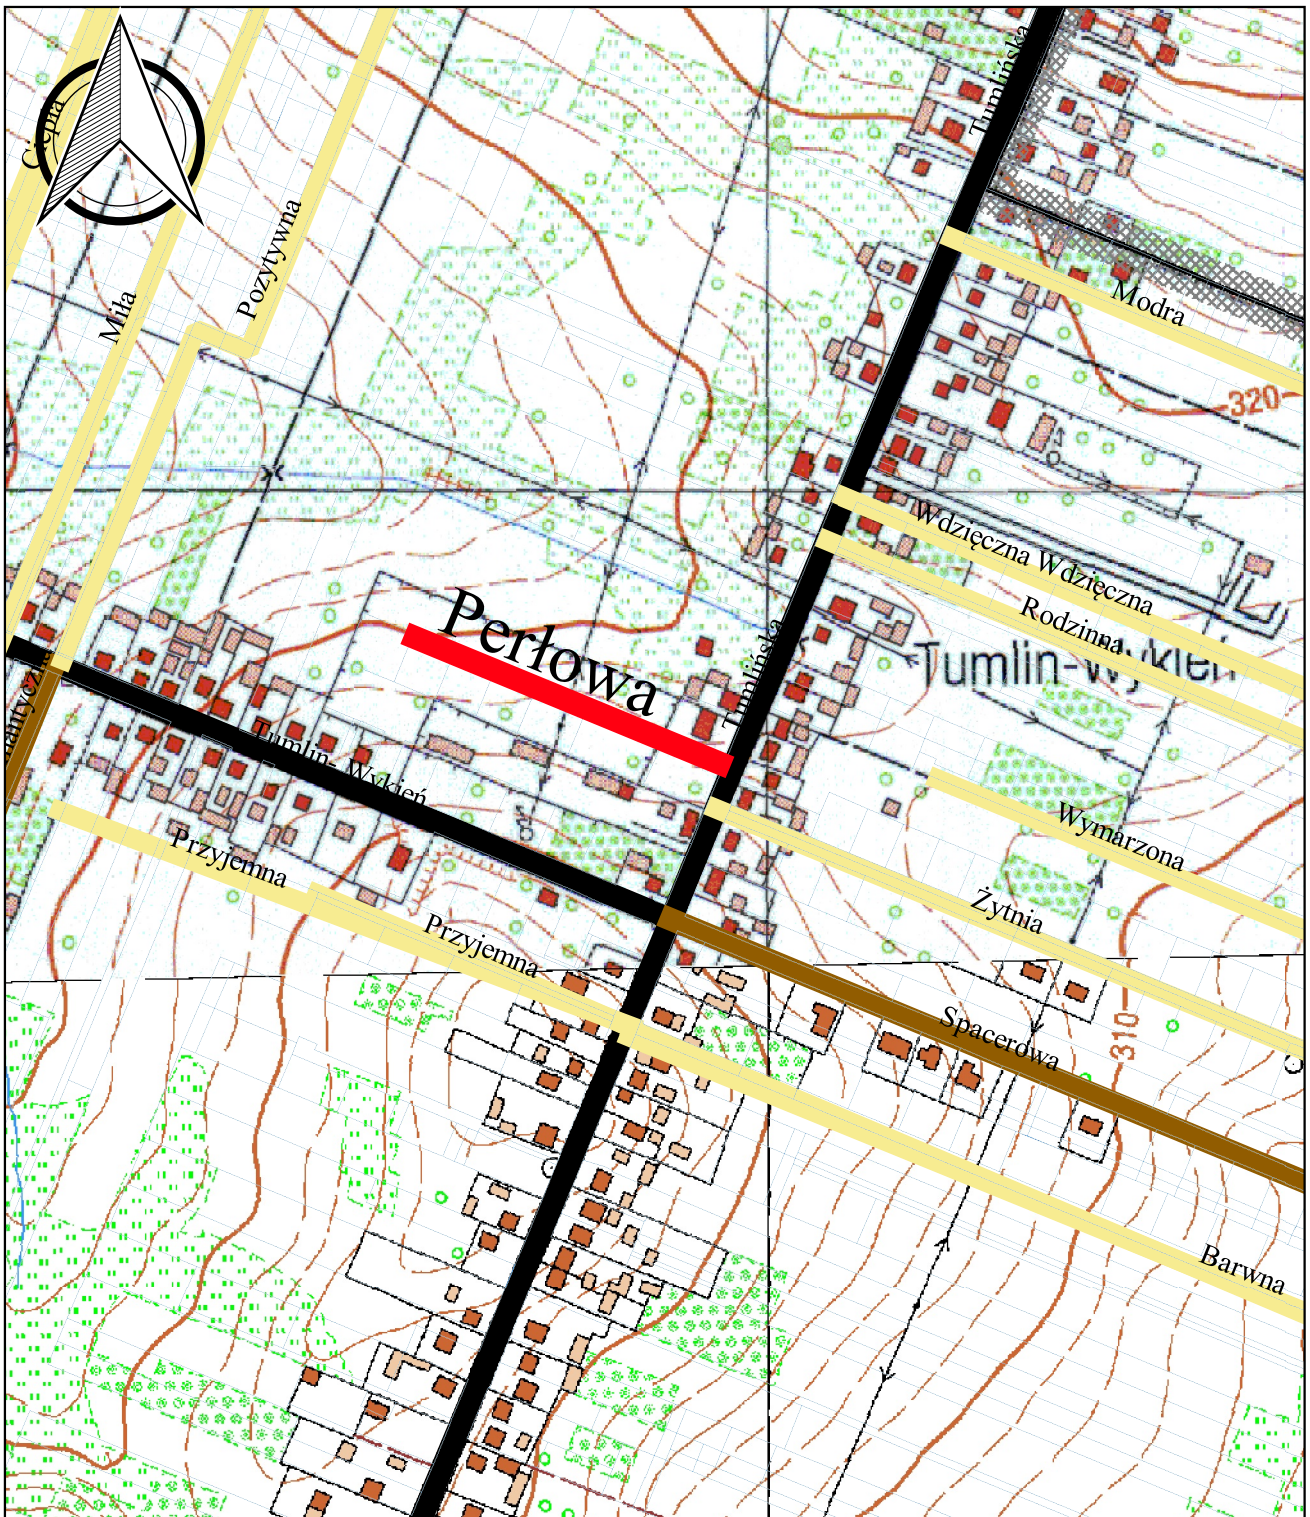 Tumlińska
Ciepła
Pozytywna
Miła
Modra
320
Wdzięczna Wdzięczna
Rodzinna
Perłowa
Tumlińska
Tumlin-Wykień
Tumlin- Wykień
Wymarzona
Przyjemna
Żytnia
Przyjemna
Spacerowa
310
Barwna